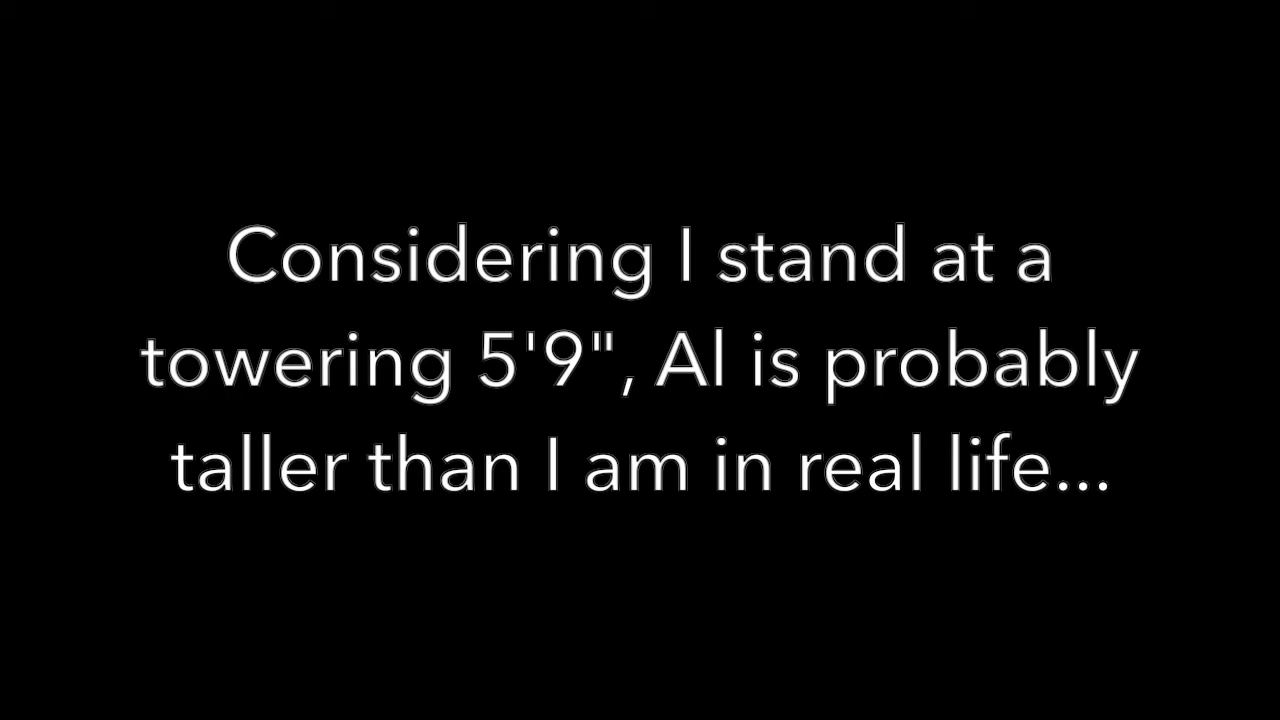 Considering I stand at a
towering 5'9", Al is probably
taller than I am in real life...